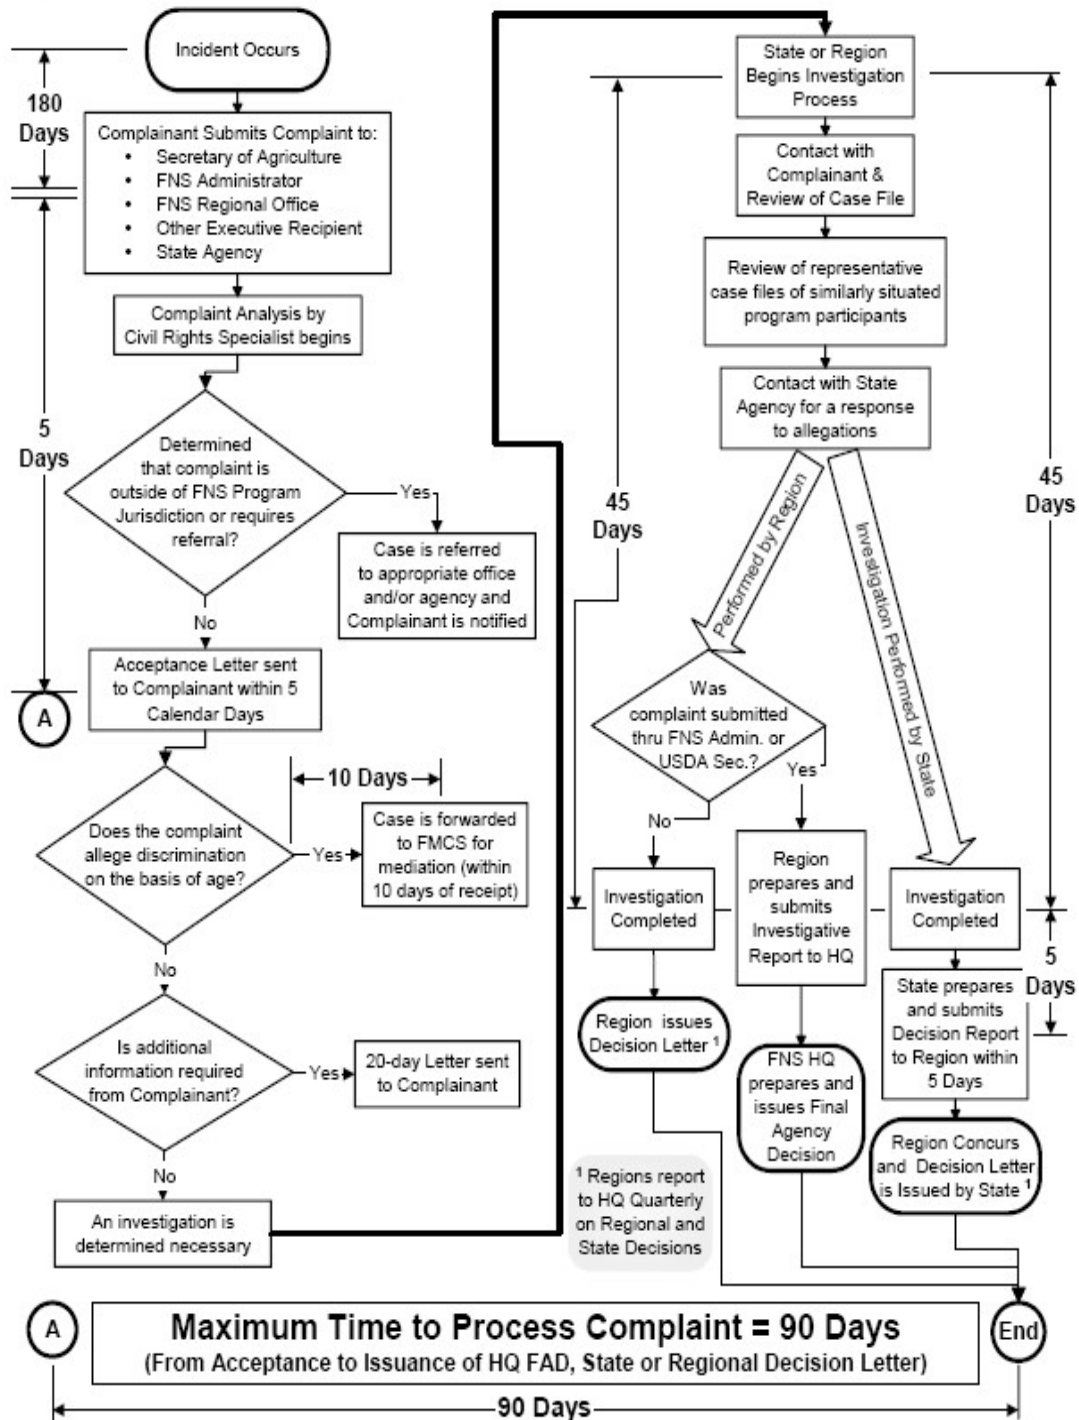 Incident Occurs
180
Days
Complainant Submits Complaint to:
• Secretary of Agriculture
• FNS Administrator
• FNS Regional Office
• Other Executive Recipient
• State Agency
Complaint Analysis by
Civil Rights Specialist begins
5
Days
Determined
that complaint is
outside of FNS Program
Jurisdiction or requires
referral?
Yes
Case is referred
to appropriate office
and/or agency and
Complainant is notified
No
Acceptance Letter sent
to Complainant within 5
Calendar Days
A
10 Days
Does the complaint
allege discrimination
on the basis of age?
Yes
Case is forwarded
to FMCS for
mediation (within
10 days of receipt)
No
Is additional
information required
from Complainant?
Yes
20-day Letter sent
to Complainant
No
An investigation is
determined necessary
State or Region
Begins Investigation
Process
Contact with
Complainant &
Review of Case File
Review of representative
case files of similarly situated
program participants
Contact with State
Agency for a response
to allegations
45
Days
45
Days
Performed by Region
Investigation Performed by State
Was
complaint submitted
thru FNS Admin. or
USDA Sec.?
Yes
No
Investigation
Completed
Region
prepares and
submits
Investigative
Report to HQ
Investigation
Completed
5
Days
Region issues
Decision Letter ¹
FNS HQ
prepares and
issues Final
Agency
Decision
State prepares
and submits
Decision Report
to Region within
5 Days
Region Concurs
and Decision Letter
is Issued by State ¹
¹ Regions report
to HQ Quarterly
on Regional and
State Decisions
A
Maximum Time to Process Complaint = 90 Days
(From Acceptance to Issuance of HQ FAD, State or Regional Decision Letter)
End
90 Days